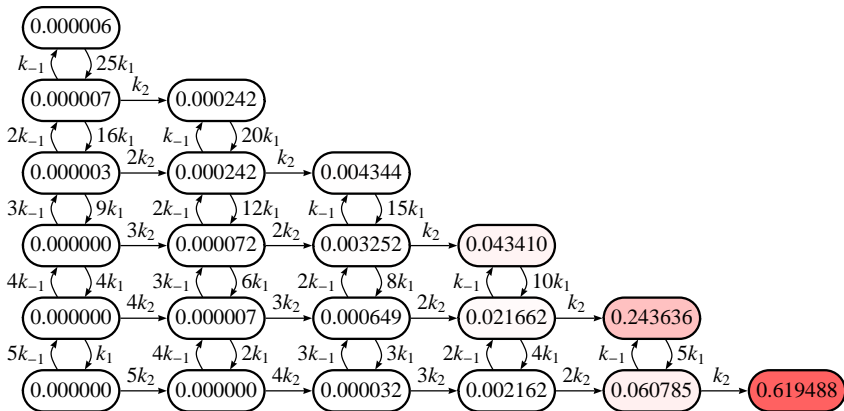 0.000006
k₋₁ 25k₁
k₂
0.000007 0.000242
2k₋₁ 16k₁ k₋₁ 20k₁
2k₂ k₂
0.000003 0.000242 0.004344
3k₋₁ 9k₁ 2k₋₁ 12k₁ k₋₁ 15k₁
3k₂ 2k₂ k₂
0.000000 0.000072 0.003252 0.043410
4k₋₁ 4k₁ 3k₋₁ 6k₁ 2k₋₁ 8k₁ k₋₁ 10k₁
4k₂ 3k₂ 2k₂ k₂
0.000000 0.000007 0.000649 0.021662 0.243636
5k₋₁ k₁ 4k₋₁ 2k₁ 3k₋₁ 3k₁ 2k₋₁ 4k₁ k₋₁ 5k₁
5k₂ 4k₂ 3k₂ 2k₂ k₂
0.000000 0.000000 0.000032 0.002162 0.060785 0.619488